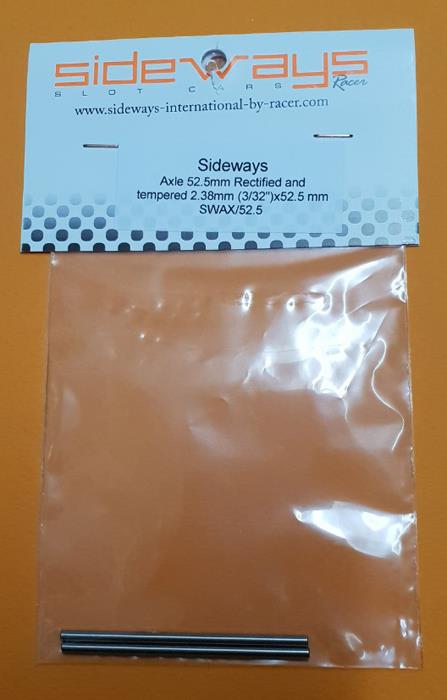 sideways
SLOT CARS Racer
www.sideways-international-by-racer.com
Sideways
Axle 52.5mm Rectified and
tempered 2.38mm (3/32")x52.5 mm
SWAX/52.5